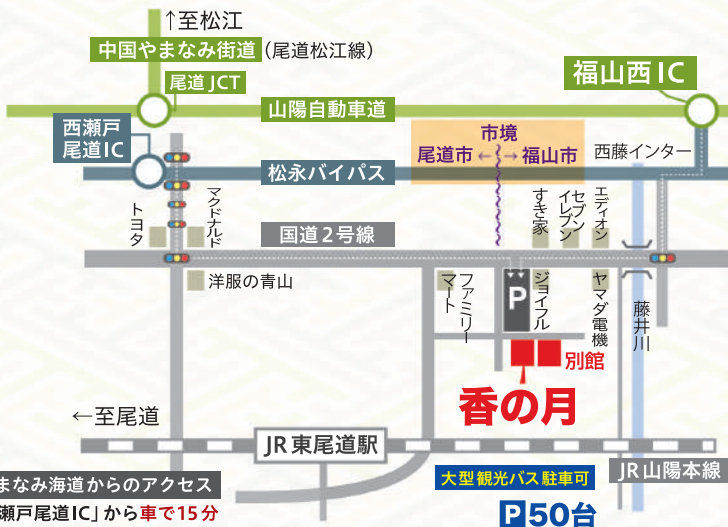 ↑至松江
中国やまなみ街道(尾道松江線)
尾道JCT
福山西IC
山陽自動車道
西瀬戸
尾道IC
市境
尾道市 ←→ 福山市
西藤インター
松永バイパス
トヨタ
マクドナルド
すき家
セブン
イレブン
エディオン
国道2号線
洋服の青山
ファミリー
マート
P
ジョイフル
ヤマダ電機
藤井川
別館
香の月
←至尾道
JR東尾道駅
JR山陽本線
まなみ海道からのアクセス
瀬戸尾道IC」から車で15分
大型観光バス駐車可
P50台